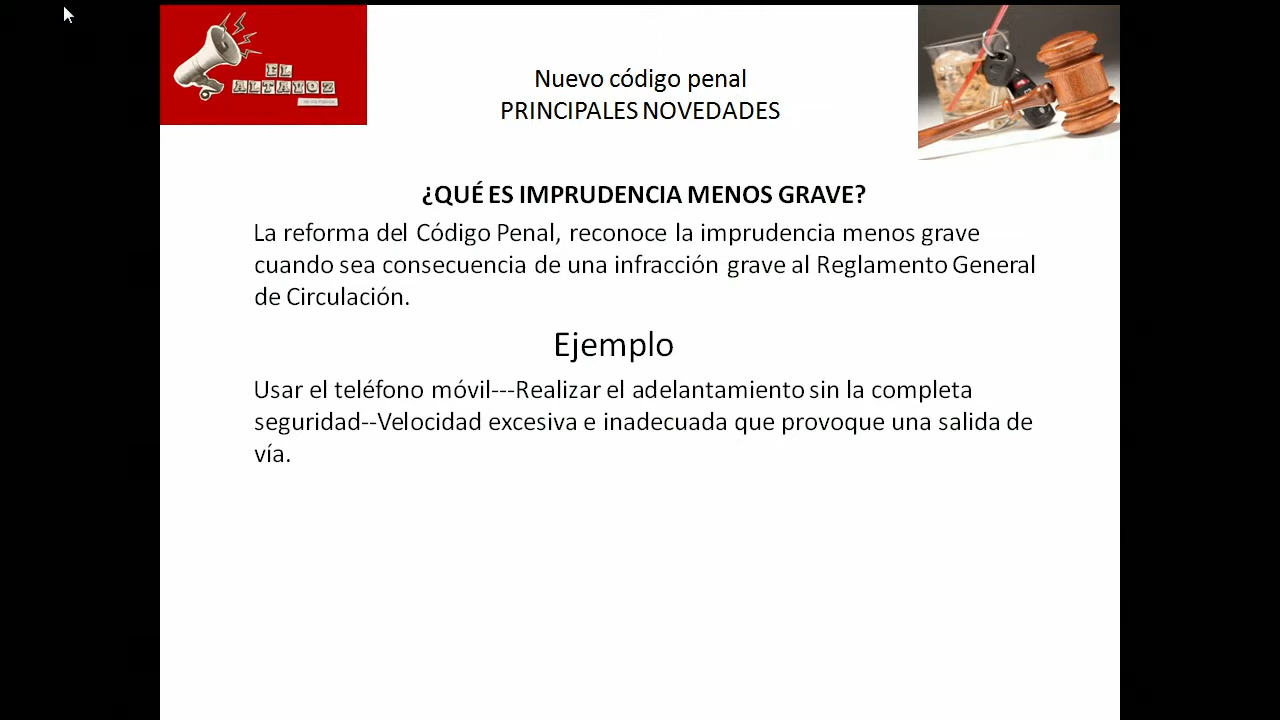 EL
ALTAVOZ
Nuevo código penal
PRINCIPALES NOVEDADES
¿QUÉ ES IMPRUDENCIA MENOS GRAVE?
La reforma del Código Penal, reconoce la imprudencia menos grave
cuando sea consecuencia de una infracción grave al Reglamento General
de Circulación.
Ejemplo
Usar el teléfono móvil---Realizar el adelantamiento sin la completa
seguridad--Velocidad excesiva e inadecuada que provoque una salida de
vía.